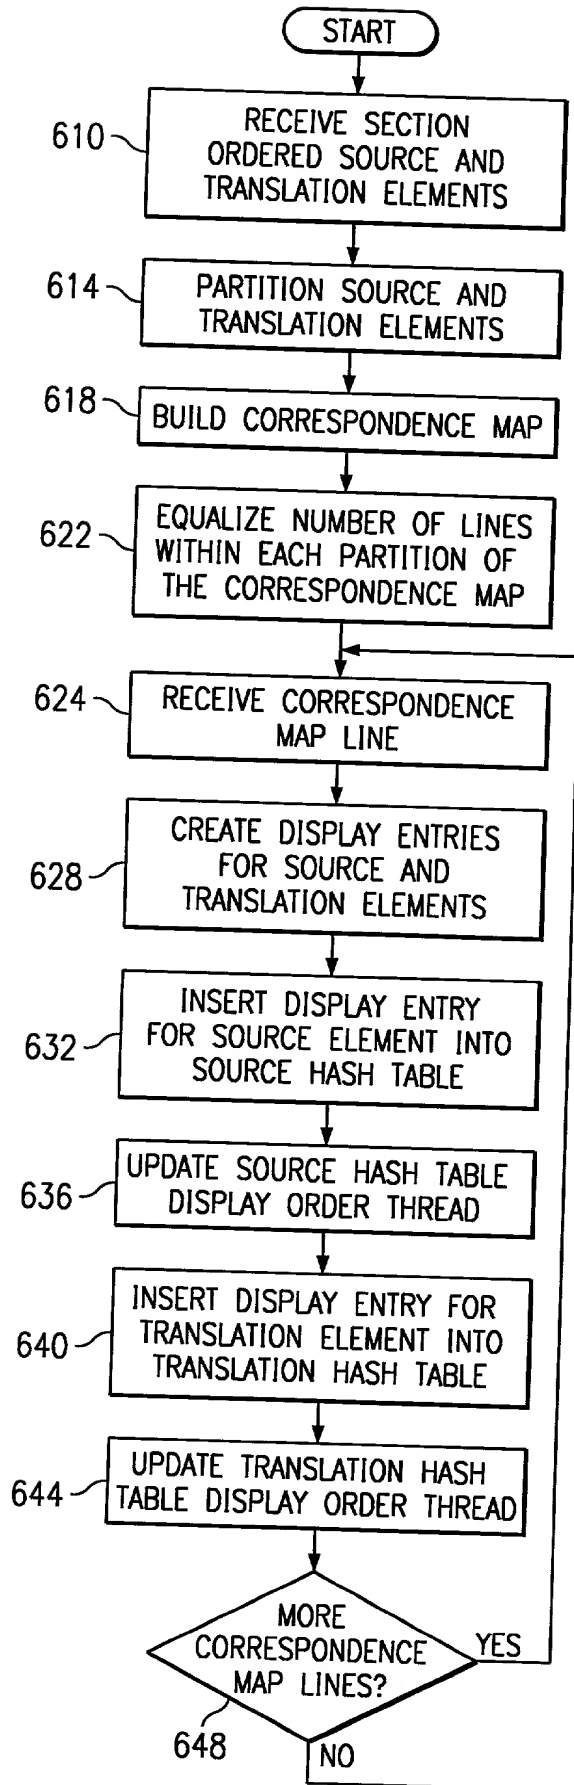 START
610
RECEIVE SECTION
ORDERED SOURCE AND
TRANSLATION ELEMENTS
614
PARTITION SOURCE AND
TRANSLATION ELEMENTS
618
BUILD CORRESPONDENCE MAP
622
EQUALIZE NUMBER OF LINES
WITHIN EACH PARTITION OF
THE CORRESPONDENCE MAP
624
RECEIVE CORRESPONDENCE
MAP LINE
628
CREATE DISPLAY ENTRIES
FOR SOURCE AND
TRANSLATION ELEMENTS
632
INSERT DISPLAY ENTRY
FOR SOURCE ELEMENT INTO
SOURCE HASH TABLE
636
UPDATE SOURCE HASH TABLE
DISPLAY ORDER THREAD
640
INSERT DISPLAY ENTRY FOR
TRANSLATION ELEMENT INTO
TRANSLATION HASH TABLE
644
UPDATE TRANSLATION HASH
TABLE DISPLAY ORDER THREAD
MORE
CORRESPONDENCE
MAP LINES?
YES
648
NO